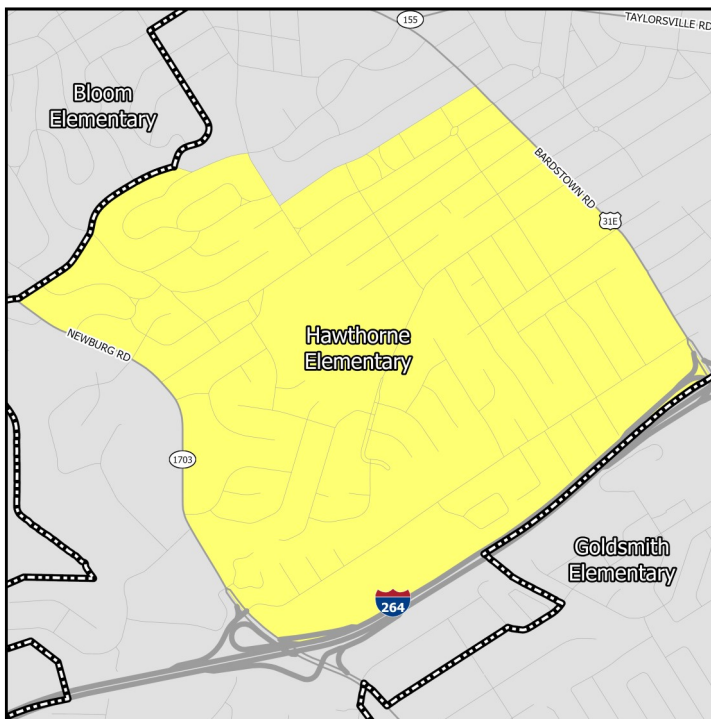 155
TAYLORSVILLE RD
Bloom
Elementary
BARDSTOWN RD
31E
NEWBURG RD
Hawthorne
Elementary
1703
Goldsmith
Elementary
264